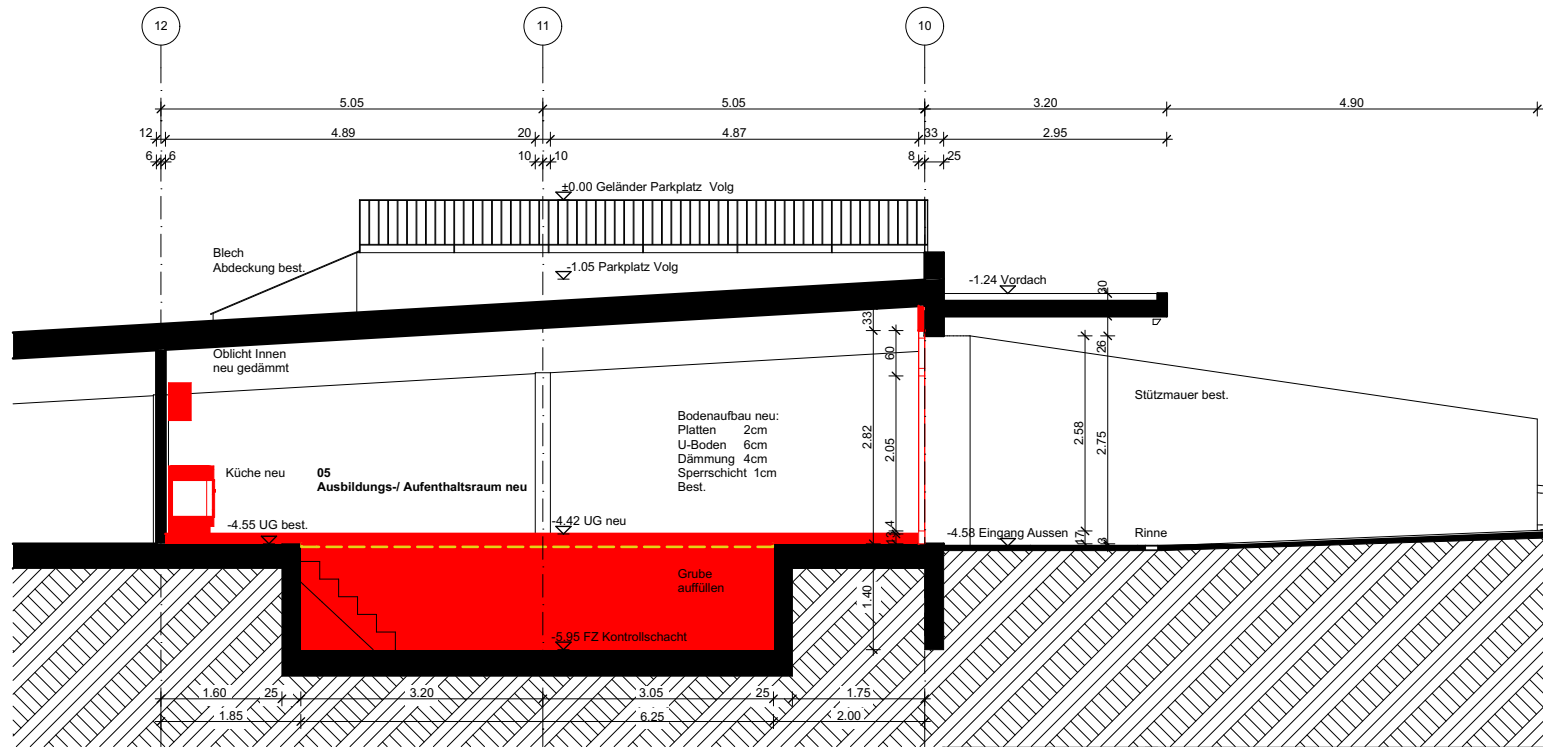 12
11
10
5.05
5.05
3.20
4.90
12
4.89
20
4.87
33
2.95
6
6
10
10
8
25
±0.00 Geländer Parkplatz Volg
Blech
Abdeckung best.
-1.05 Parkplatz Volg
-1.24 Vordach
30
33
60
26
Oblicht Innen
neu gedämmt
Stützmauer best.
Bodenaufbau neu:
Platten 2cm
U-Boden 6cm
Dämmung 4cm
Sperrschicht 1cm
Best.
2.82
2.05
2.58
2.75
Küche neu
05
Ausbildungs-/ Aufenthaltsraum neu
-4.55 UG best.
-4.42 UG neu
4
13
-4.58 Eingang Aussen
17
3
Rinne
Grube
auffüllen
1.40
-5.95 FZ Kontrollschacht
1.60
25
3.20
3.05
25
1.75
1.85
6.25
2.00